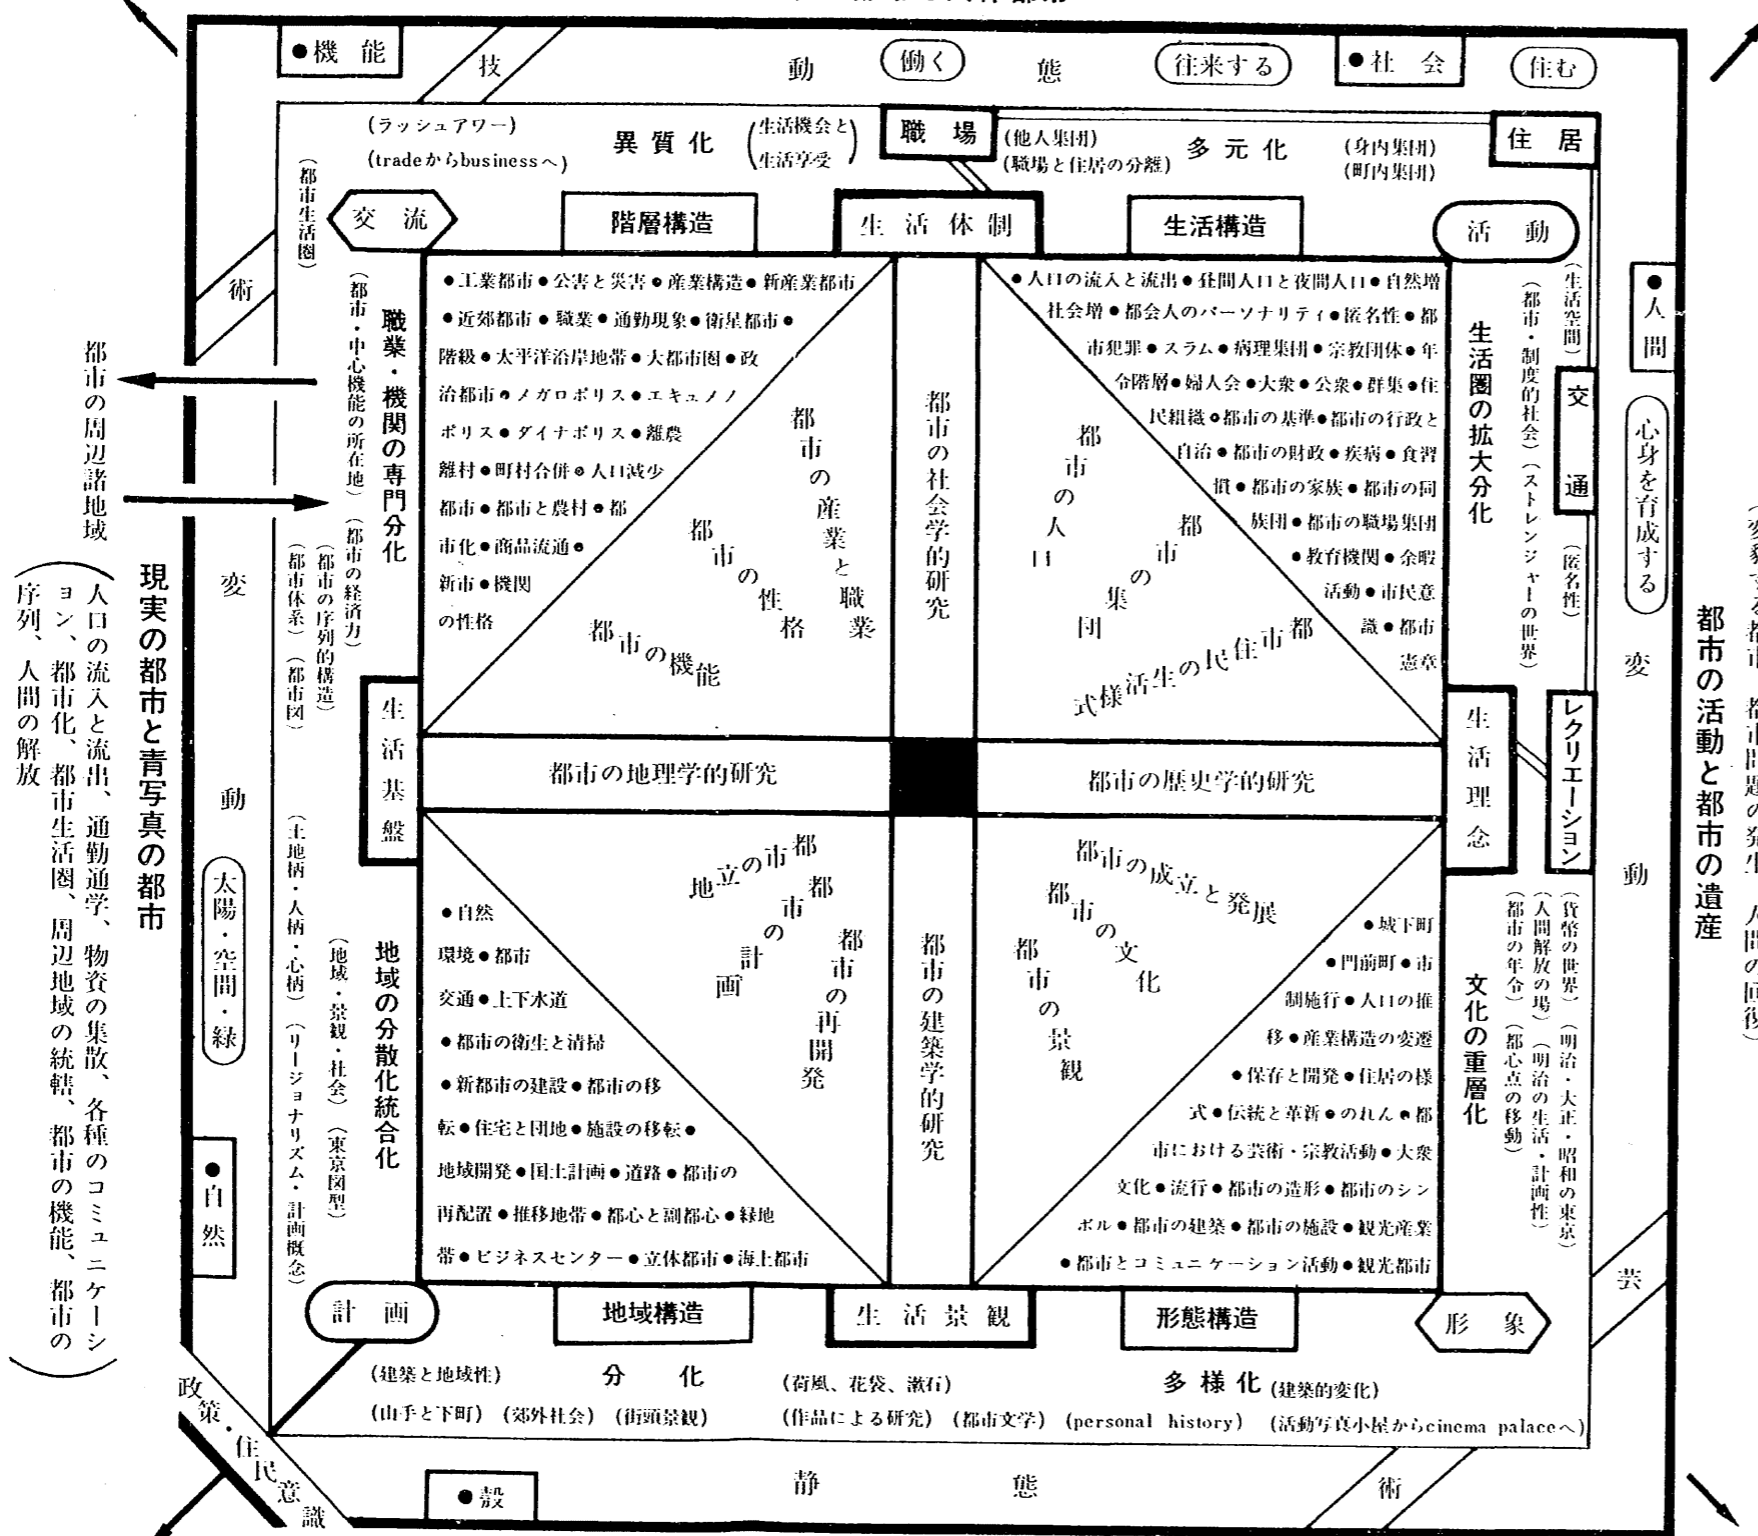 ●機能
技
動
働く
態
往来する
●社会
住む
(ラッシュアワー)
(tradeからbusinessへ)
異質化
(生活機会と
生活享受)
職場
(他人集団)
(職場と住居の分離)
多元化
(身内集団)
(町内集団)
住居
(都市生活圏)
交流
階層構造
生活体制
生活構造
活動
術
都市の周辺諸地域
(都市・中心機能の所在地)
(都市の経済力)
職業・機関の専門分化
(都市の序列的構造)
(都市体系)
(都市図)
●工業都市●公害と災害●産業構造●新産業都市
●近郊都市●職業●通勤現象●衛星都市●
階級●太平洋沿岸地帯●大都市圏●政
治都市●メガロポリス●エキュメノ
ポリス●ダイナポリス●離農
離村●町村合併●人口減少
都市●都市と農村●都
市化●商品流通●
新市●機関
の性格
都市の産業と職業
都市の性格
都市の機能
都市の社会学的研究
●人口の流入と流出●昼間人口と夜間人口●自然増
社会増●都会人のパーソナリティ●匿名性●都
市犯罪●スラム●病理集団●宗教団体●年
令階層●婦人会●大衆●公衆●群集●住
民組織●都市の基準●都市の行政と
自治●都市の財政●疾病●食習
慣●都市の家族●都市の同
族団●都市の職場集団
●教育機関●余暇
活動●市民意
識●都市
憲章
都市の人口
都市の集団
都市住民の生活様式
生活圏の拡大分化
(都市・制度的社会)
(ストレンジャーの世界)
(生活空間)
交通
(匿名性)
●人間
心身を育成する
変
動
都市の活動と都市の遺産
現実の都市と青写真の都市
(人口の流入と流出、通勤通学、物資の集散、各種のコミュニケーシ
ョン、都市化、都市生活圏、周辺地域の統轄、都市の機能、都市の
序列、人間の解放)
変
動
太陽・空間・緑
●自然
生活基盤
都市の地理学的研究
都市の歴史学的研究
生活理念
レクリエーション
(土地柄・人柄・心柄)
(リージョナリズム・計画概念)
(地域・景観・社会)
(東京図型)
地域の分散化統合化
都市の立地
都市の計画
都市の再開発
●自然
環境●都市
交通●上下水道
●都市の衛生と清掃
●新都市の建設●都市の移
転●住宅と団地●施設の移転●
地域開発●国土計画●道路●都市の
再配置●推移地帯●都心と副都心●緑地
帯●ビジネスセンター●立体都市●海上都市
都市の建築学的研究
都市の成立と発展
都市の文化
都市の景観
●城下町
●門前町●市
制施行●人口の推
移●産業構造の変遷
●保存と開発●住居の様
式●伝統と革新●のれん●都
市における芸術・宗教活動●大衆
文化●流行●都市の造形●都市のシン
ボル●都市の建築●都市の施設●観光産業
●都市とコミュニケーション活動●観光都市
文化の重層化
(貨幣の世界)
(明治・大正・昭和の東京)
(人間解放の場)
(明治の生活・計画性)
(都市の年令)
(都心点の移動)
芸
計画
地域構造
生活景観
形態構造
形象
(建築と地域性)
分化
(荷風、花袋、漱石)
多様化
(建築的変化)
(山手と下町)
(郊外社会)
(街頭景観)
(作品による研究)
(都市文学)
(personal history)
(活動写真小屋からcinema palaceへ)
政策・住民意識
●殻
静
態
術